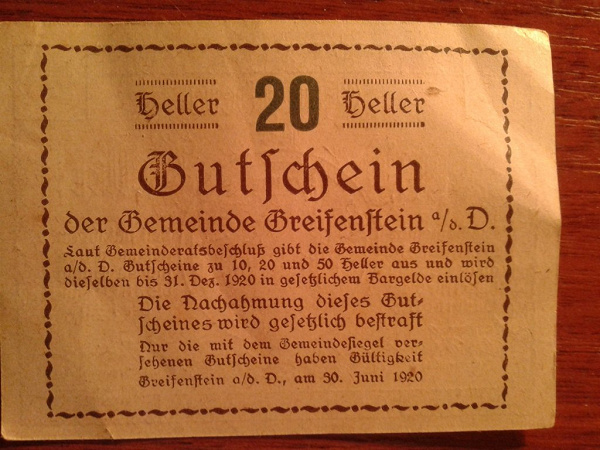 Heller 20 Heller
Gutſchein
der Gemeinde Greifenſtein a/d. D.
Laut Gemeinderatsbeſchluß gibt die Gemeinde Greifenſtein
a/d. D. Gutſcheine zu 10, 20 und 50 Heller aus und wird
dieſelben bis 31. Dez. 1920 in geſetzlichem Bargelde einlöſen
Die Nachahmung dieſes Gut-
ſcheines wird geſetzlich beſtraft
Nur die mit dem Gemeindeſiegel ver-
ſehenen Gutſcheine haben Gültigkeit
Greifenſtein a/d. D., am 30. Juni 1920